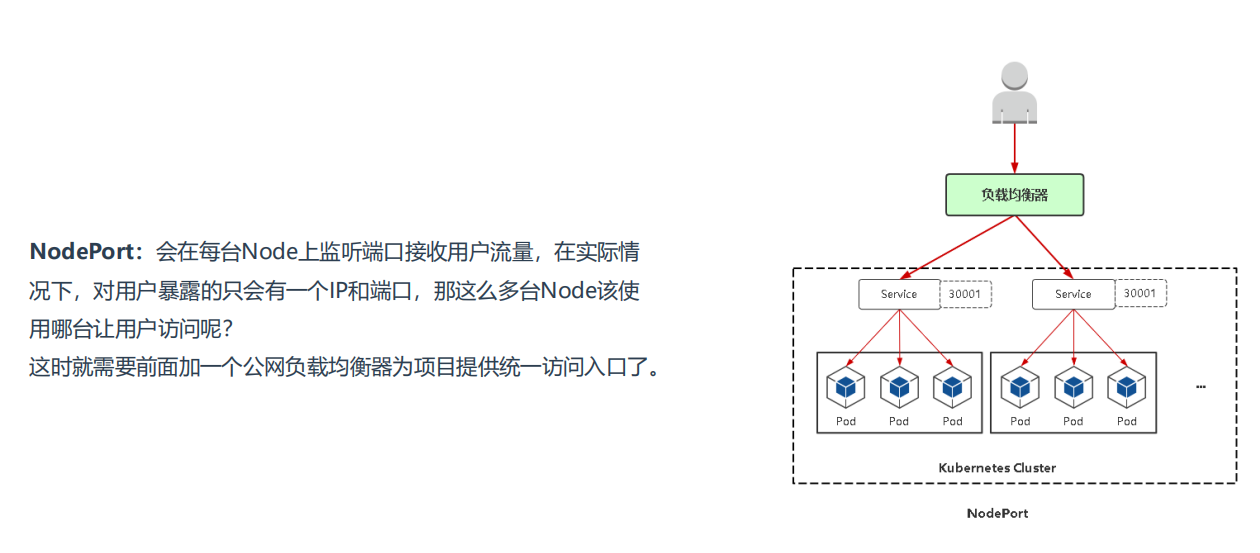 NodePort：会在每台Node上监听端口接收用户流量，在实际情
况下，对用户暴露的只会有一个IP和端口，那这么多台Node该使
用哪台让用户访问呢？
这时就需要前面加一个公网负载均衡器为项目提供统一访问入口了。
负载均衡器
Service 30001 Service 30001
Pod Pod Pod Pod Pod Pod ...
Kubernetes Cluster
NodePort